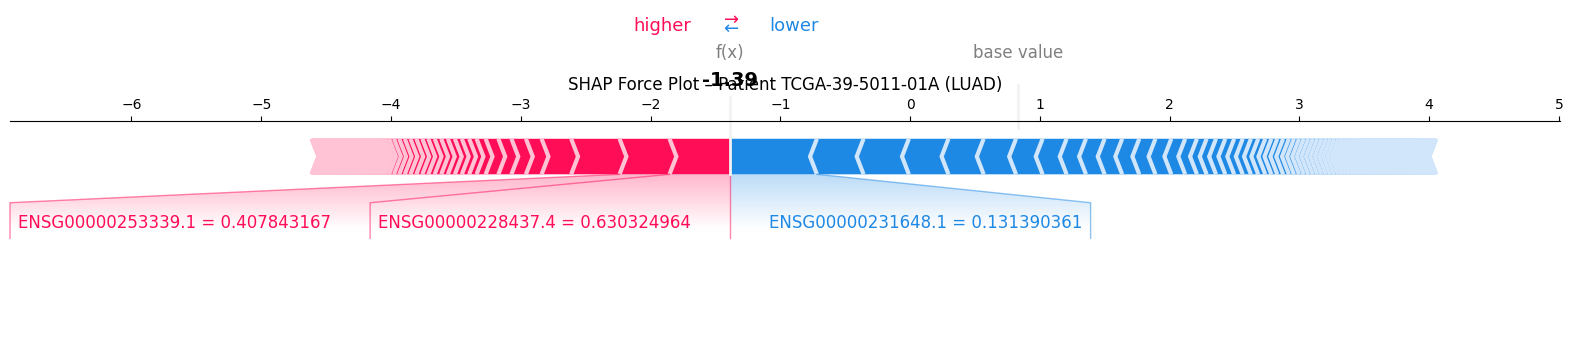 higher ⇄ lower
f(x) base value
-1.39
SHAP Force Plot - Patient TCGA-39-5011-01A (LUAD)
−6 −5 −4 −3 −2 −1 0 1 2 3 4 5
ENSG00000253339.1 = 0.407843167 ENSG00000228437.4 = 0.630324964 ENSG00000231648.1 = 0.131390361